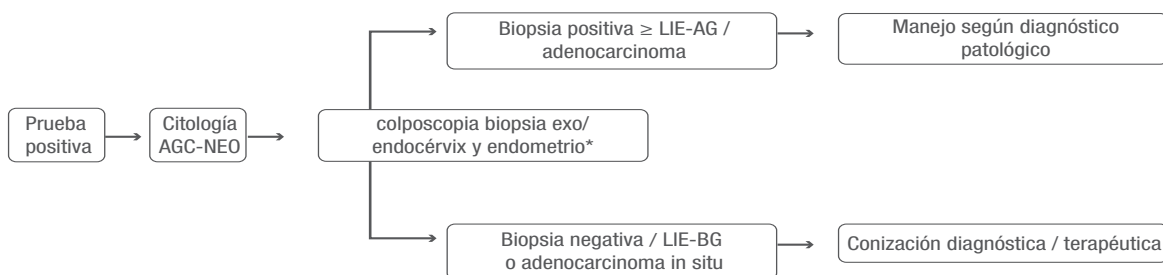 Prueba
positiva
Citología
AGC-NEO
colposcopia biopsia exo/
endocérvix y endometrio*
Biopsia positiva ≥ LIE-AG /
adenocarcinoma
Manejo según diagnóstico
patológico
Biopsia negativa / LIE-BG
o adenocarcinoma in situ
Conización diagnóstica / terapéutica